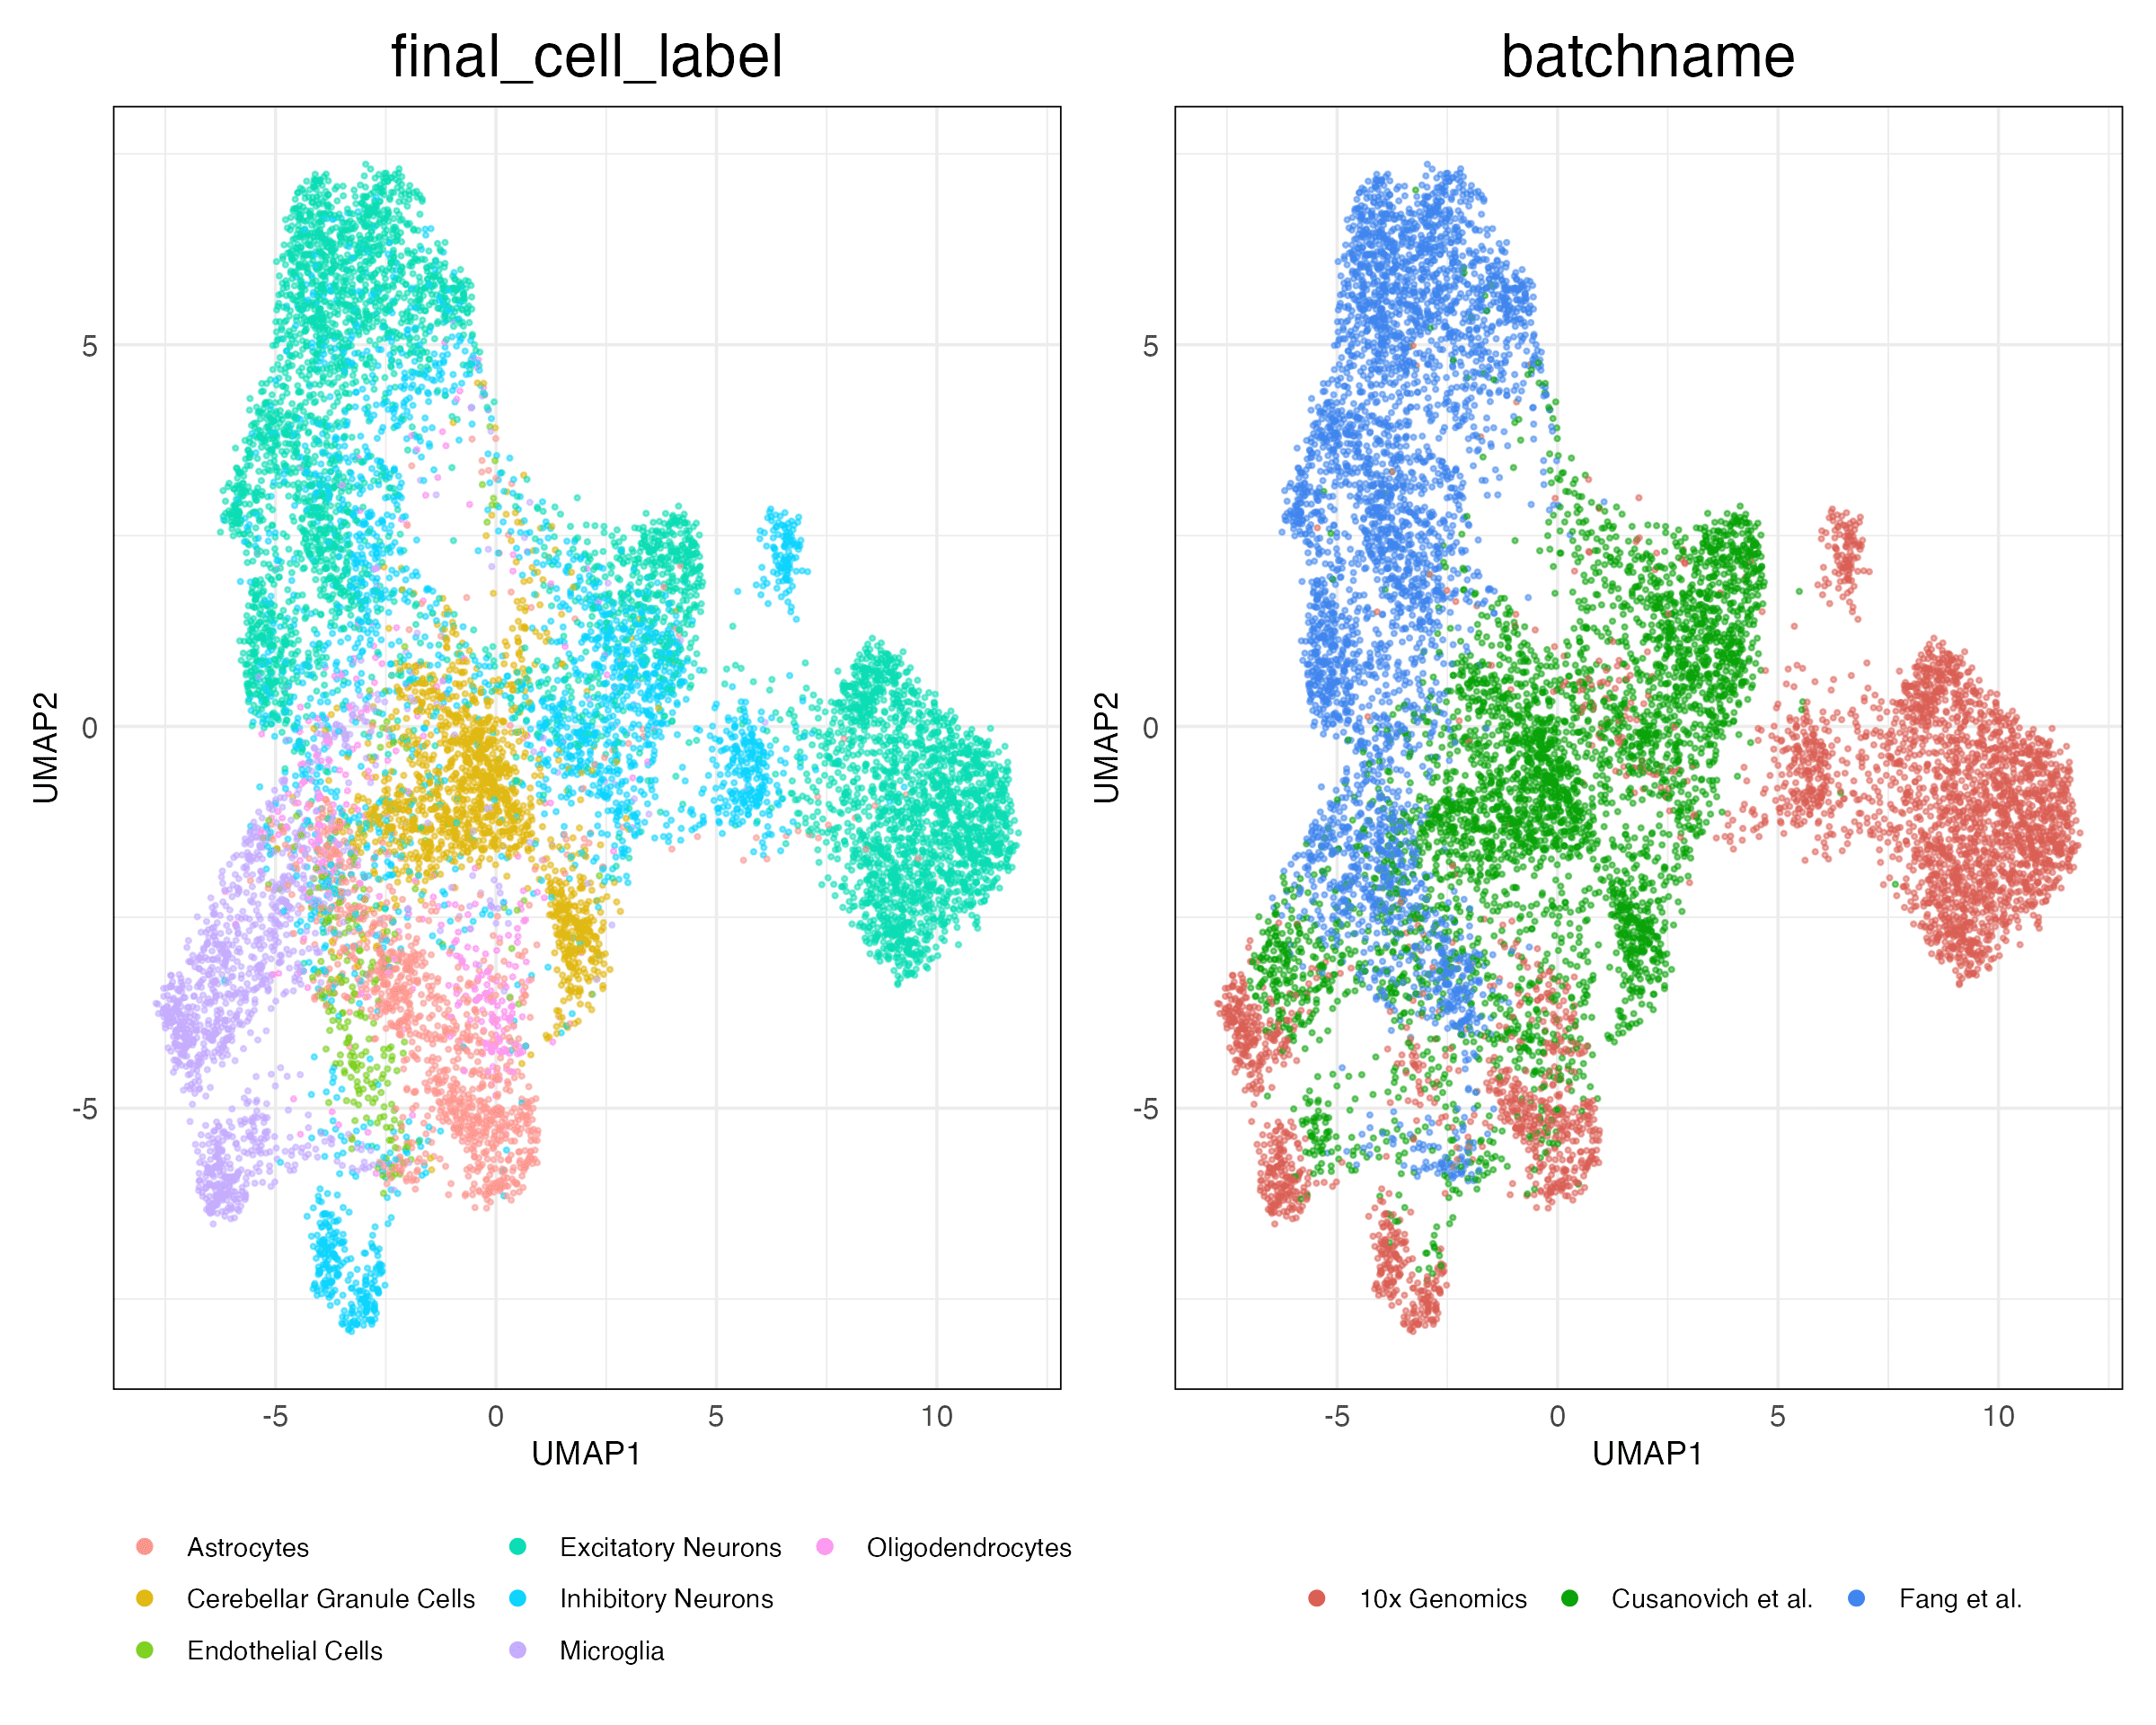 final_cell_label
batchname
UMAP2
5
0
-5
-5
0
5
10
UMAP1
UMAP2
5
0
-5
-5
0
5
10
UMAP1
Astrocytes
Cerebellar Granule Cells
Endothelial Cells
Excitatory Neurons
Inhibitory Neurons
Microglia
Oligodendrocytes
10x Genomics
Cusanovich et al.
Fang et al.